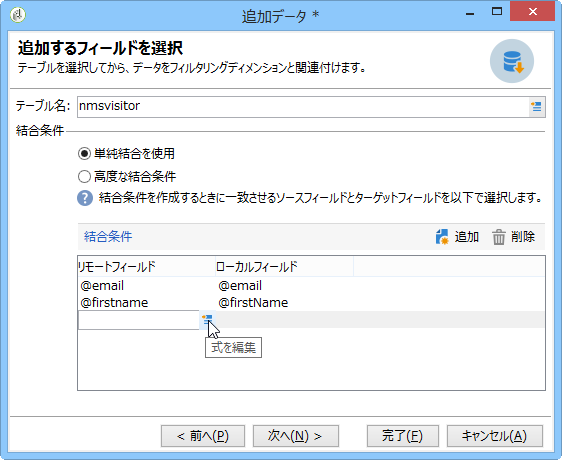 追加データ *
追加するフィールドを選択
テーブルを選択してから、データをフィルタリングディメンションと関連付けます。
テーブル名: nmsvisitor
結合条件
単純結合を使用
高度な結合条件
結合条件を作成するときに一致させるソースフィールドとターゲットフィールドを以下で選択します。
結合条件 追加 削除
リモートフィールド ローカルフィールド
@email @email
@firstname @firstName
式を編集
< 前へ(P) 次へ(N) > 完了(F) キャンセル(A)